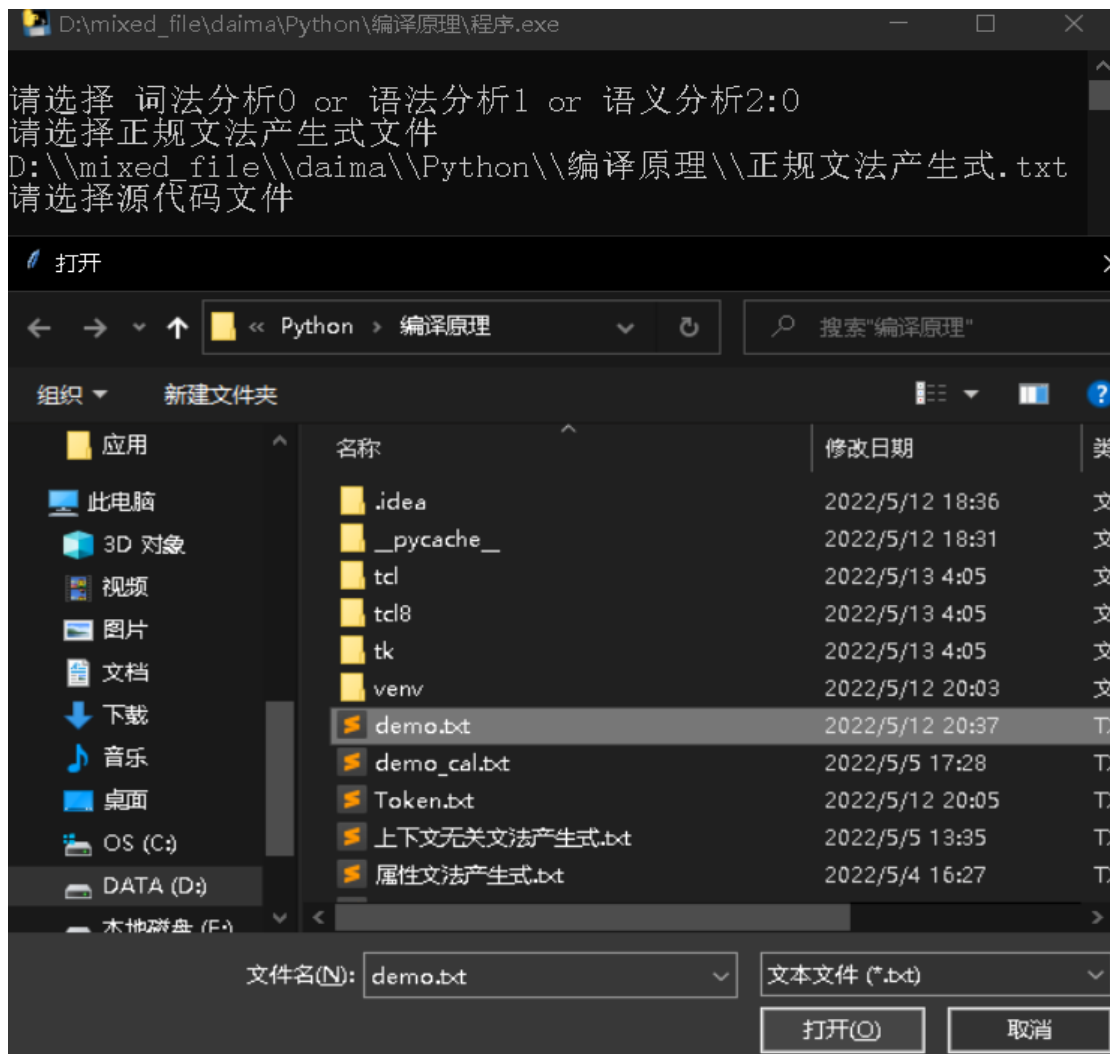 D:\mixed_file\daima\Python\编译原理\程序.exe
请选择 词法分析0 or 语法分析1 or 语义分析2:0
请选择正规文法产生式文件
D:\\mixed_file\\daima\\Python\\编译原理\\正规文法产生式.txt
请选择源代码文件
打开
« Python › 编译原理
搜索"编译原理"
组织 新建文件夹
应用
此电脑
3D 对象
视频
图片
文档
下载
音乐
桌面
OS (C:)
DATA (D:)
本地磁盘 (E:)
名称 修改日期 类
.idea 2022/5/12 18:36 文
__pycache__ 2022/5/12 18:31 文
tcl 2022/5/13 4:05 文
tcl8 2022/5/13 4:05 文
tk 2022/5/13 4:05 文
venv 2022/5/12 20:03 文
demo.txt 2022/5/12 20:37
demo_cal.txt 2022/5/5 17:28
Token.txt 2022/5/12 20:05
上下文无关文法产生式.txt 2022/5/5 13:35
属性文法产生式.txt 2022/5/4 16:27
文件名(N): demo.txt 文本文件 (*.txt)
打开(O) 取消